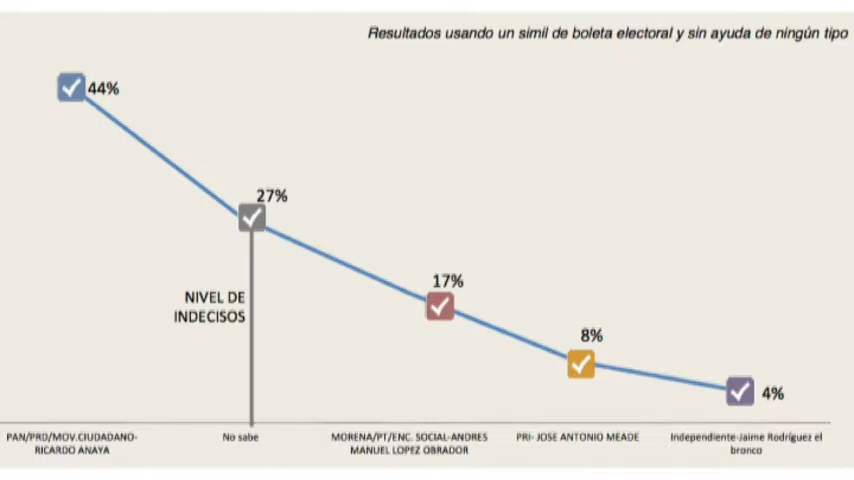 Resultados usando un simil de boleta electoral y sin ayuda de ningún tipo
44%
27%
17%
8%
4%
NIVEL DE
INDECISOS
PAN/PRD/MOV.CIUDADANO-
RICARDO ANAYA
No sabe
MORENA/PT/ENC. SOCIAL-ANDRES
MANUEL LOPEZ OBRADOR
PRI- JOSE ANTONIO MEADE
Independiente-Jaime Rodríguez el
bronco